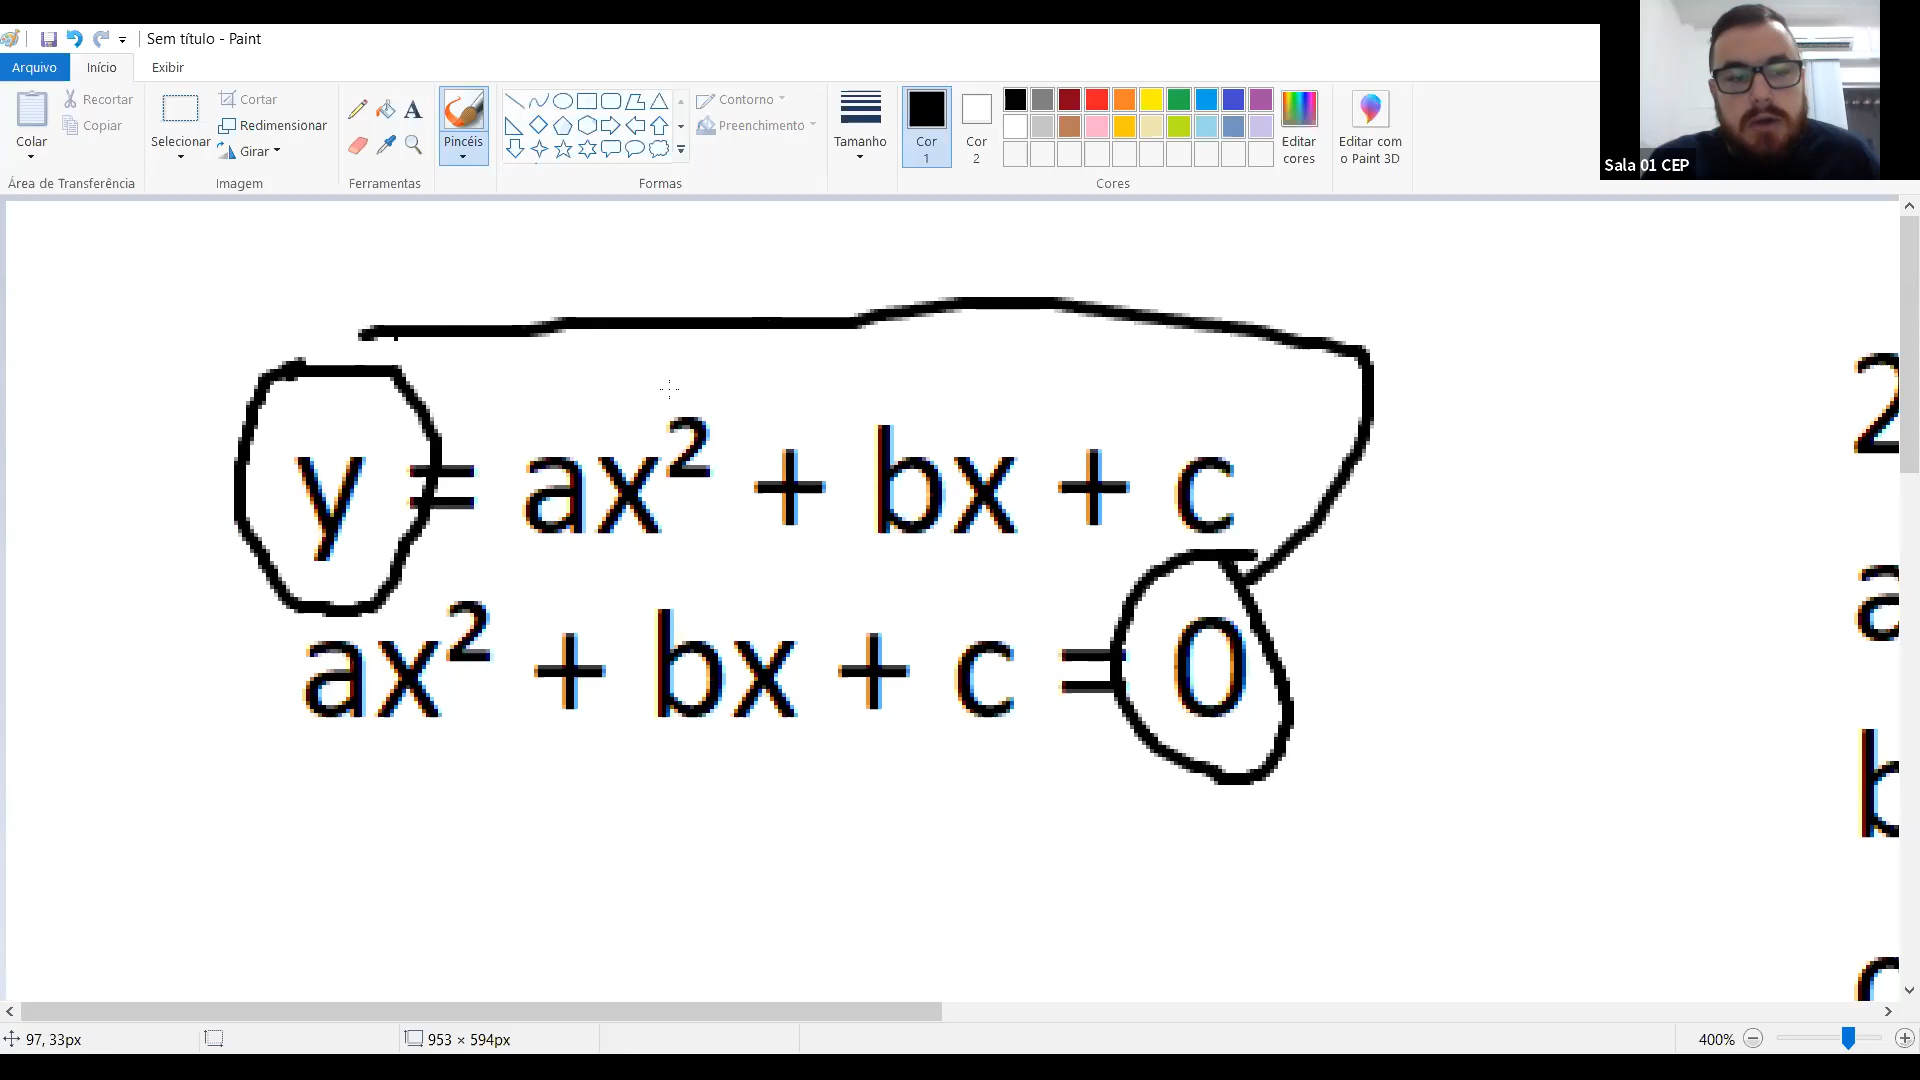 Sem título - Paint
Arquivo Início Exibir
Colar
Recortar
Copiar
Área de Transferência
Selecionar
Cortar
Redimensionar
Girar
Imagem
A
Ferramentas
Pincéis
Contorno
Preenchimento
Formas
Tamanho
Cor 1
Cor 2
Editar cores
Editar com o Paint 3D
Cores
Sala 01 CEP
y = ax² + bx + c
ax² + bx + c = 0
2
a
b
97, 33px
953 × 594px
400%